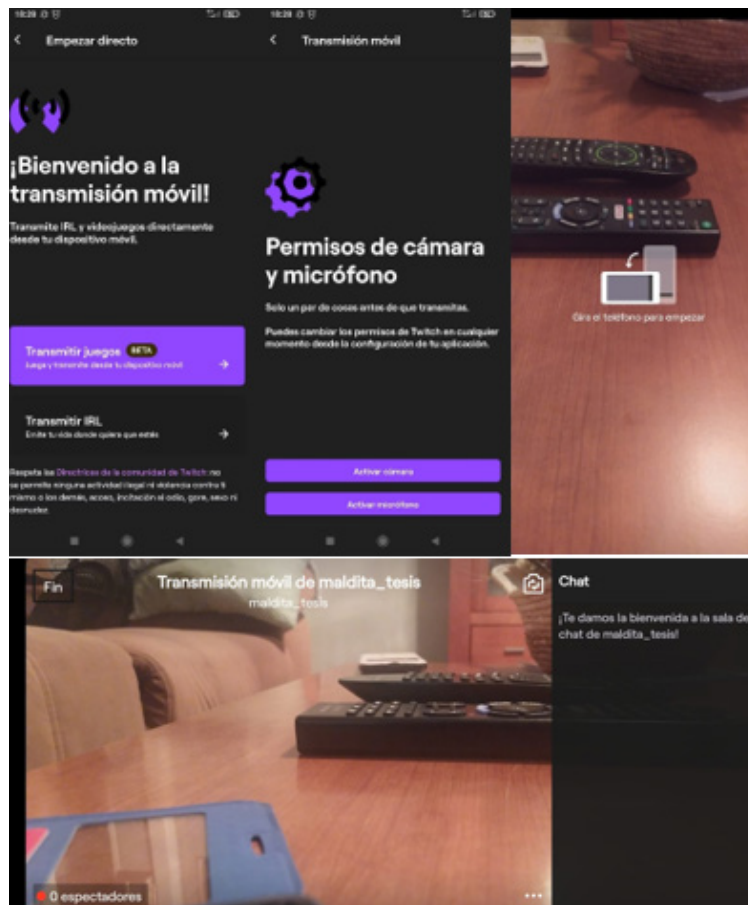 18:28
Empezar directo
¡Bienvenido a la
transmisión móvil!
Transmite IRL y videojuegos directamente
desde tu dispositivo móvil.
Transmitir juegos BETA
Juega y transmite desde tu dispositivo móvil
Transmitir IRL
Emite tu vida donde quiera que estés
Respeta las Directrices de la comunidad de Twitch: no
se permite ninguna actividad ilegal ni violencia contra ti
mismo o los demás, acoso, incitación al odio, gore, sexo ni
desnudez.
18:28
Transmisión móvil
Permisos de cámara
y micrófono
Solo un par de cosas antes de que transmitas.
Puedes cambiar los permisos de Twitch en cualquier
momento desde la configuración de tu aplicación.
Activar cámara
Activar micrófono
Gira el teléfono para empezar
Fin
Transmisión móvil de maldita_tesis
maldita_tesis
0 espectadores
Chat
¡Te damos la bienvenida a la sala de
chat de maldita_tesis!